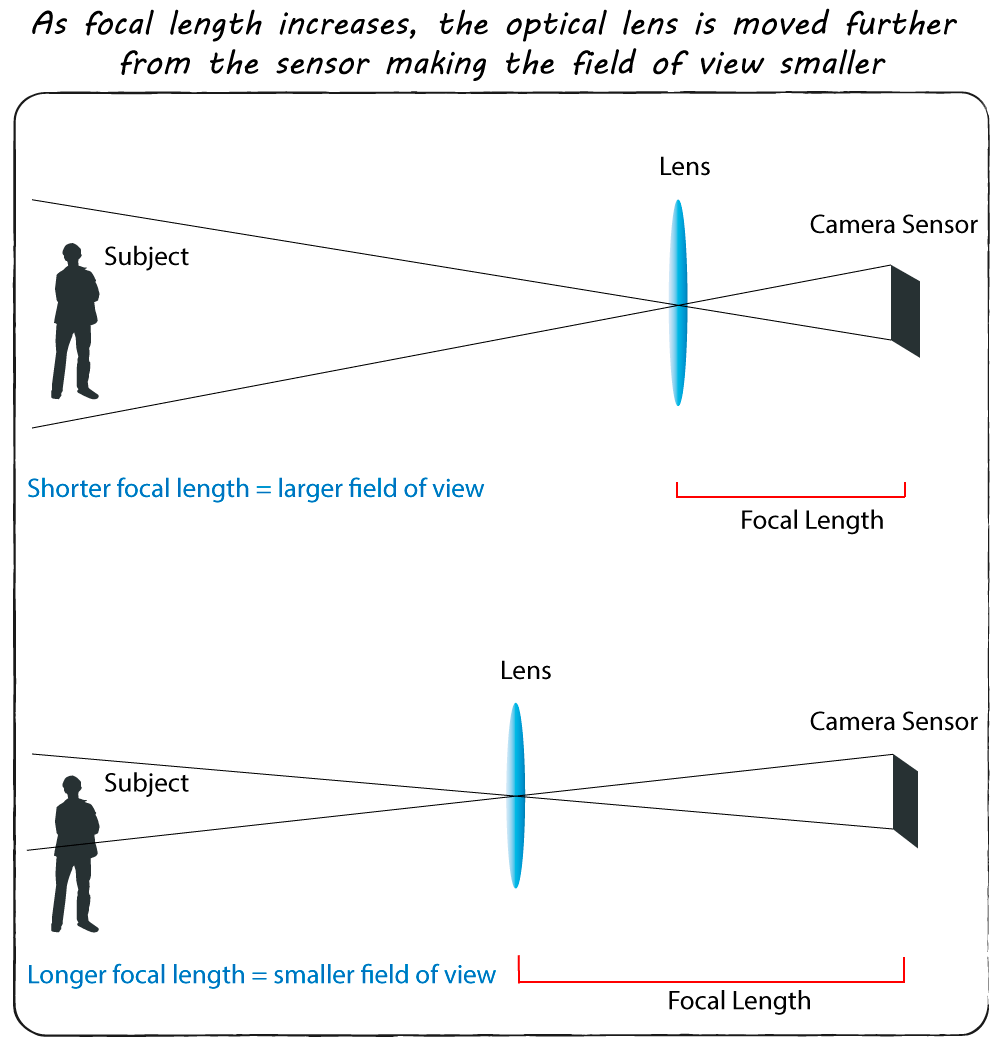 As focal length increases, the optical lens is moved further
from the sensor making the field of view smaller
Lens
Camera Sensor
Subject
Shorter focal length = larger field of view
Focal Length
Lens
Camera Sensor
Subject
Longer focal length = smaller field of view
Focal Length